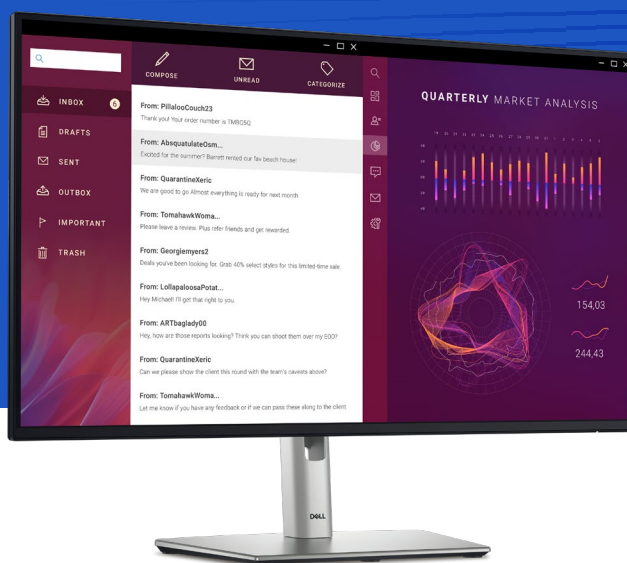 COMPOSE
UNREAD
CATEGORIZE
INBOX 6
DRAFTS
SENT
OUTBOX
IMPORTANT
TRASH
From: PillalooCouch23
Thank you! Your order number is TMBQ5Q
From: AbsquatulateOsm...
Excited for the summer? Barrett rented our fav beach house!
From: QuarantineXeric
We are good to go Almost everything is ready for next month
From: TomahawkWoma...
Please leave a review. Plus refer friends and get rewarded.
From: Georgiemyers2
Deals you've been looking for. Grab 40% select styles for this limited-time sale
From: LollapaloosaPotat...
Hey Michael! I'll get that right to you.
From: ARTbaglady00
Hey, how are those reports looking? Think you can shoot them over my EOD?
From: QuarantineXeric
Can we please show the client this round with the team's caveats above?
From: TomahawkWoma...
Let me know if you have any feedback or if we can pass these along to the client
QUARTERLY MARKET ANALYSIS
154,03
244,43
DELL